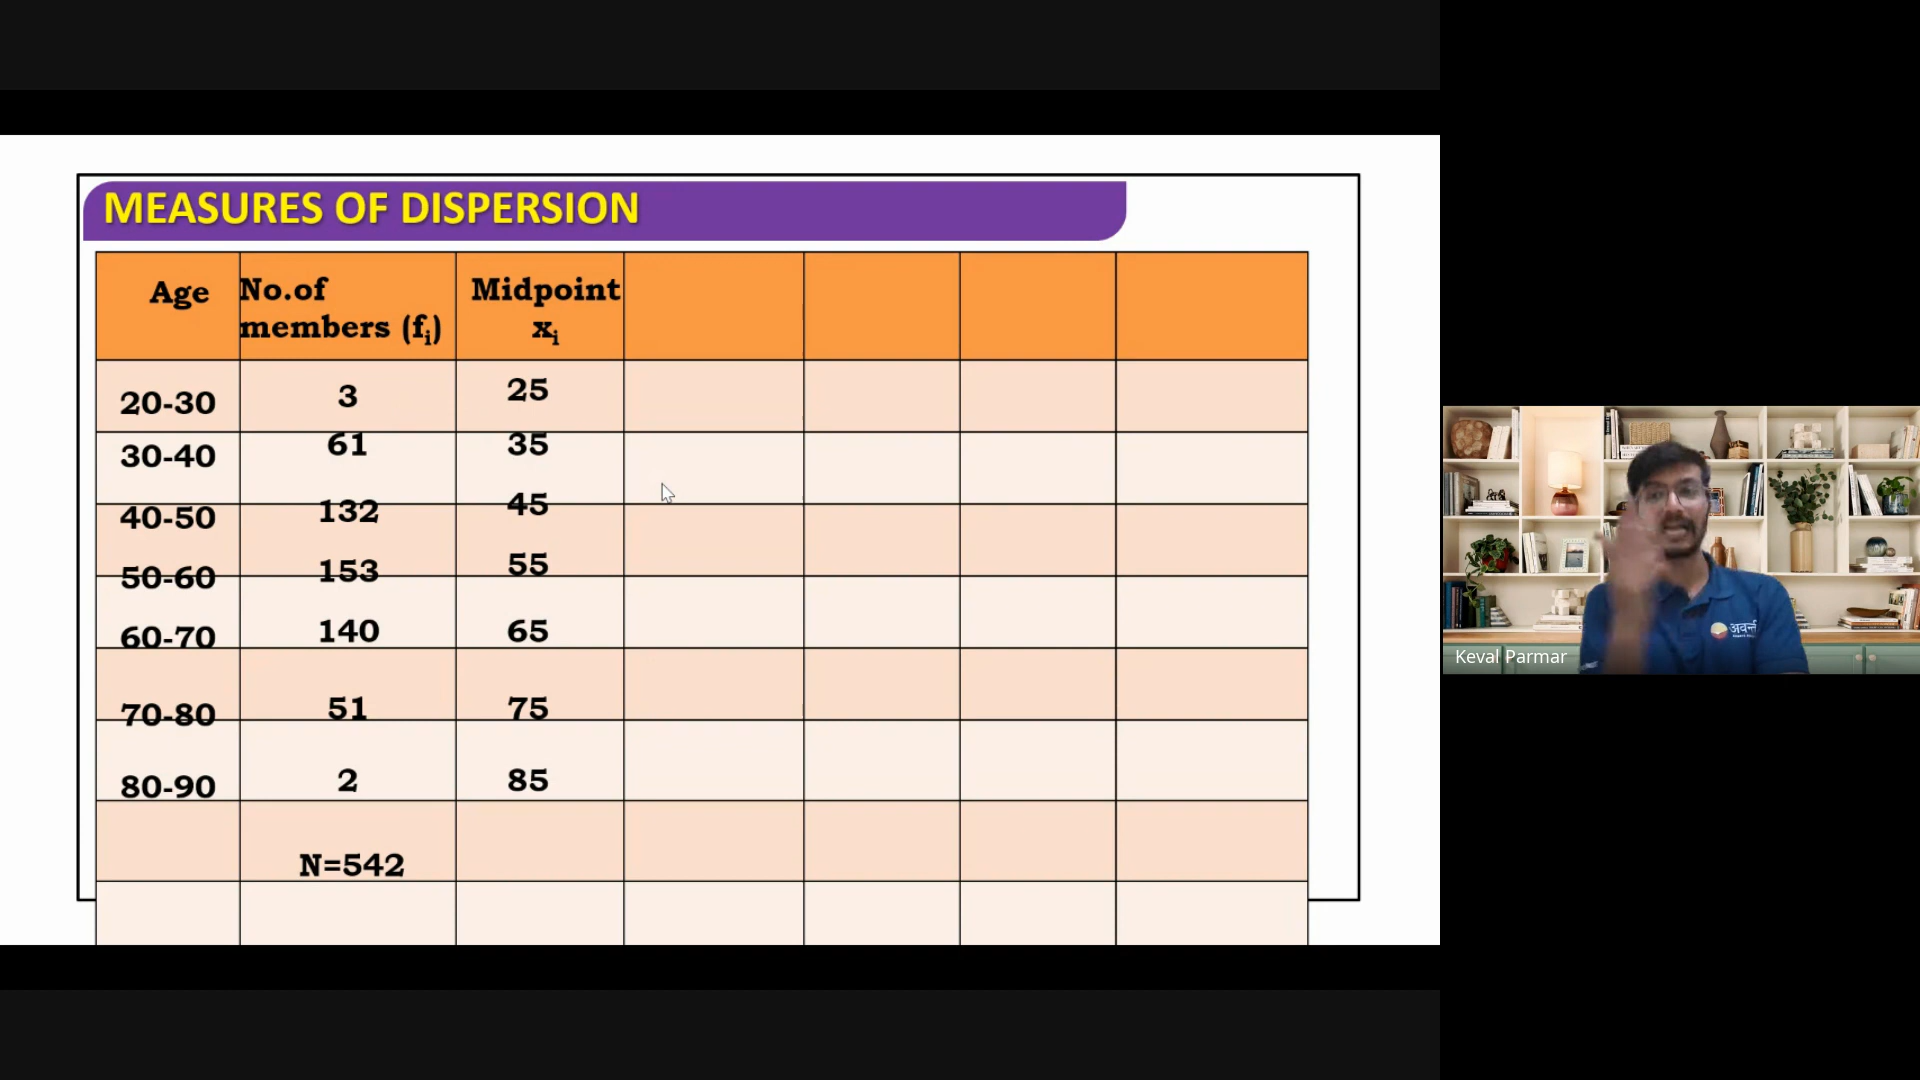 MEASURES OF DISPERSION
Age No.of members (fi) Midpoint xi
20-30 3 25
30-40 61 35
40-50 132 45
50-60 153 55
60-70 140 65
70-80 51 75
80-90 2 85
N=542
Keval Parmar